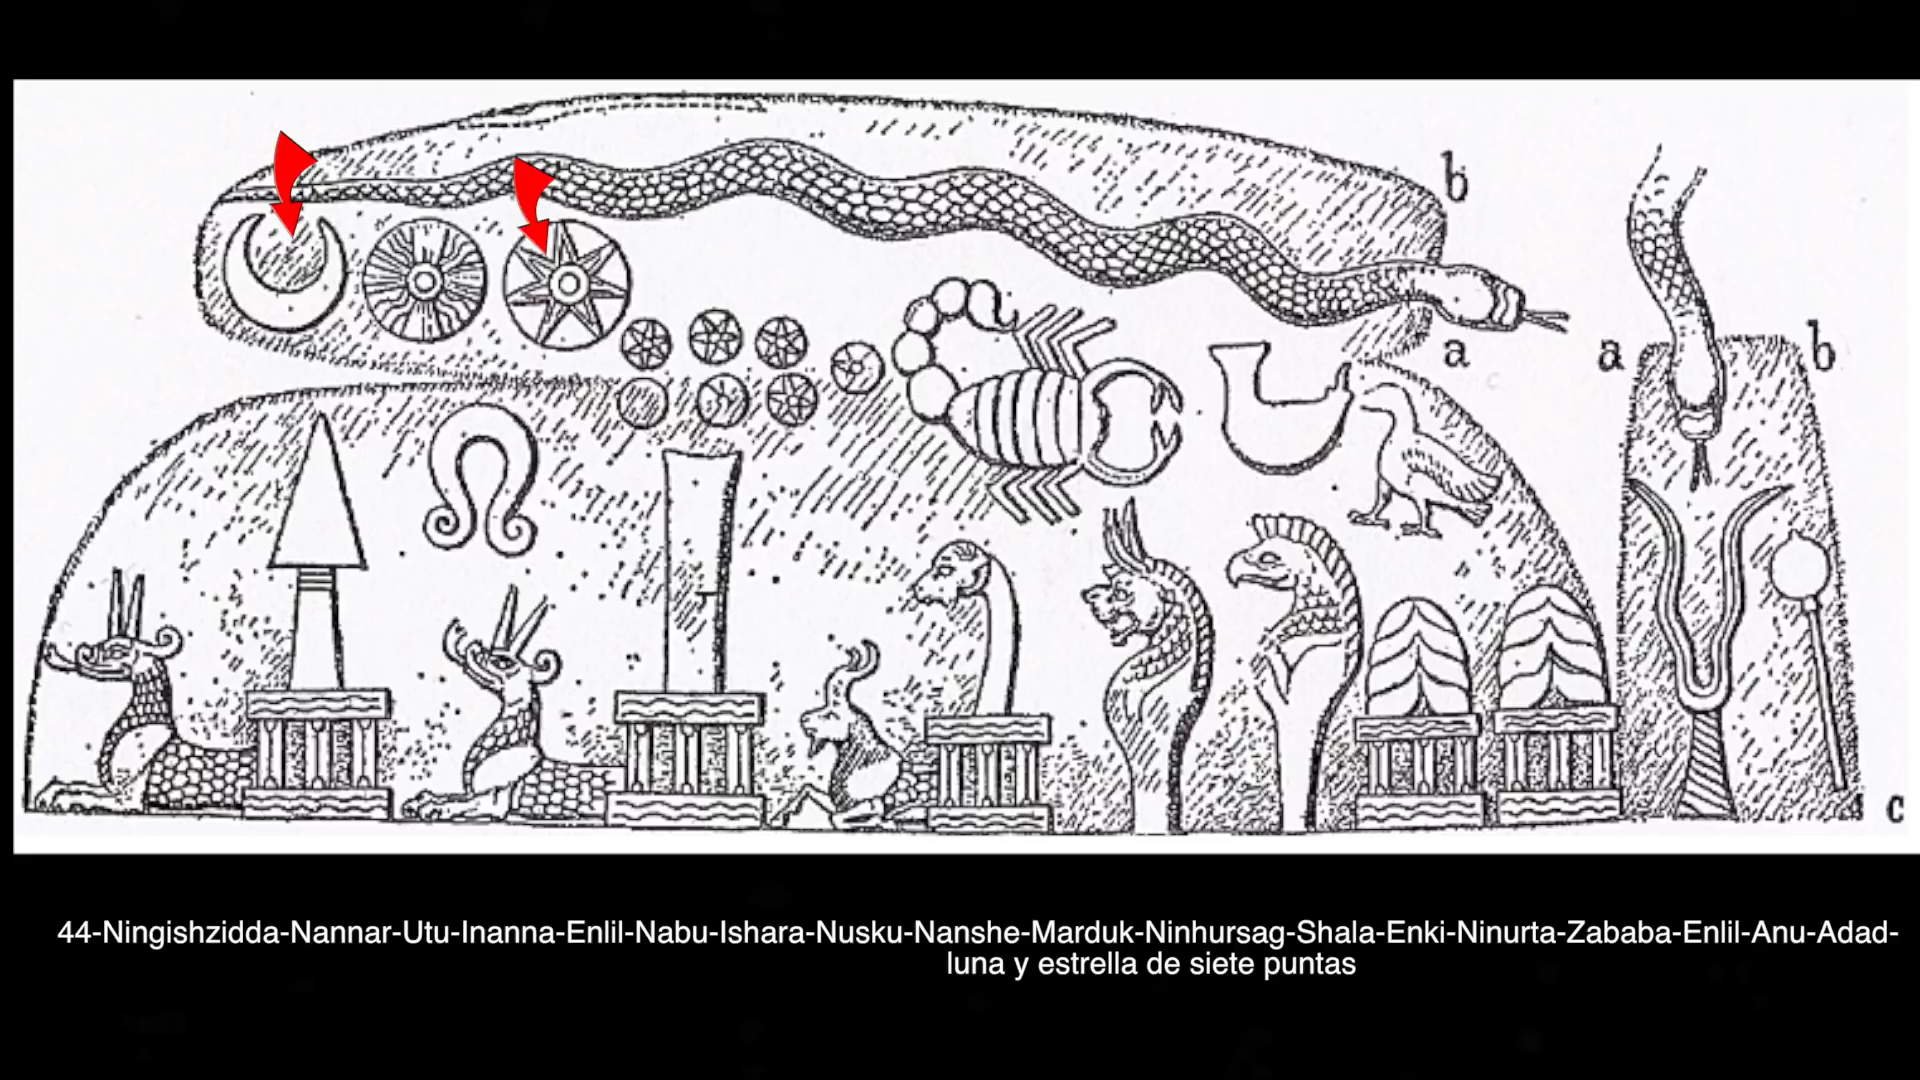 b
a
a
b
c
44-Ningishzidda-Nannar-Utu-Inanna-Enlil-Nabu-Ishara-Nusku-Nanshe-Marduk-Ninhursag-Shala-Enki-Ninurta-Zababa-Enlil-Anu-Adad-
luna y estrella de siete puntas